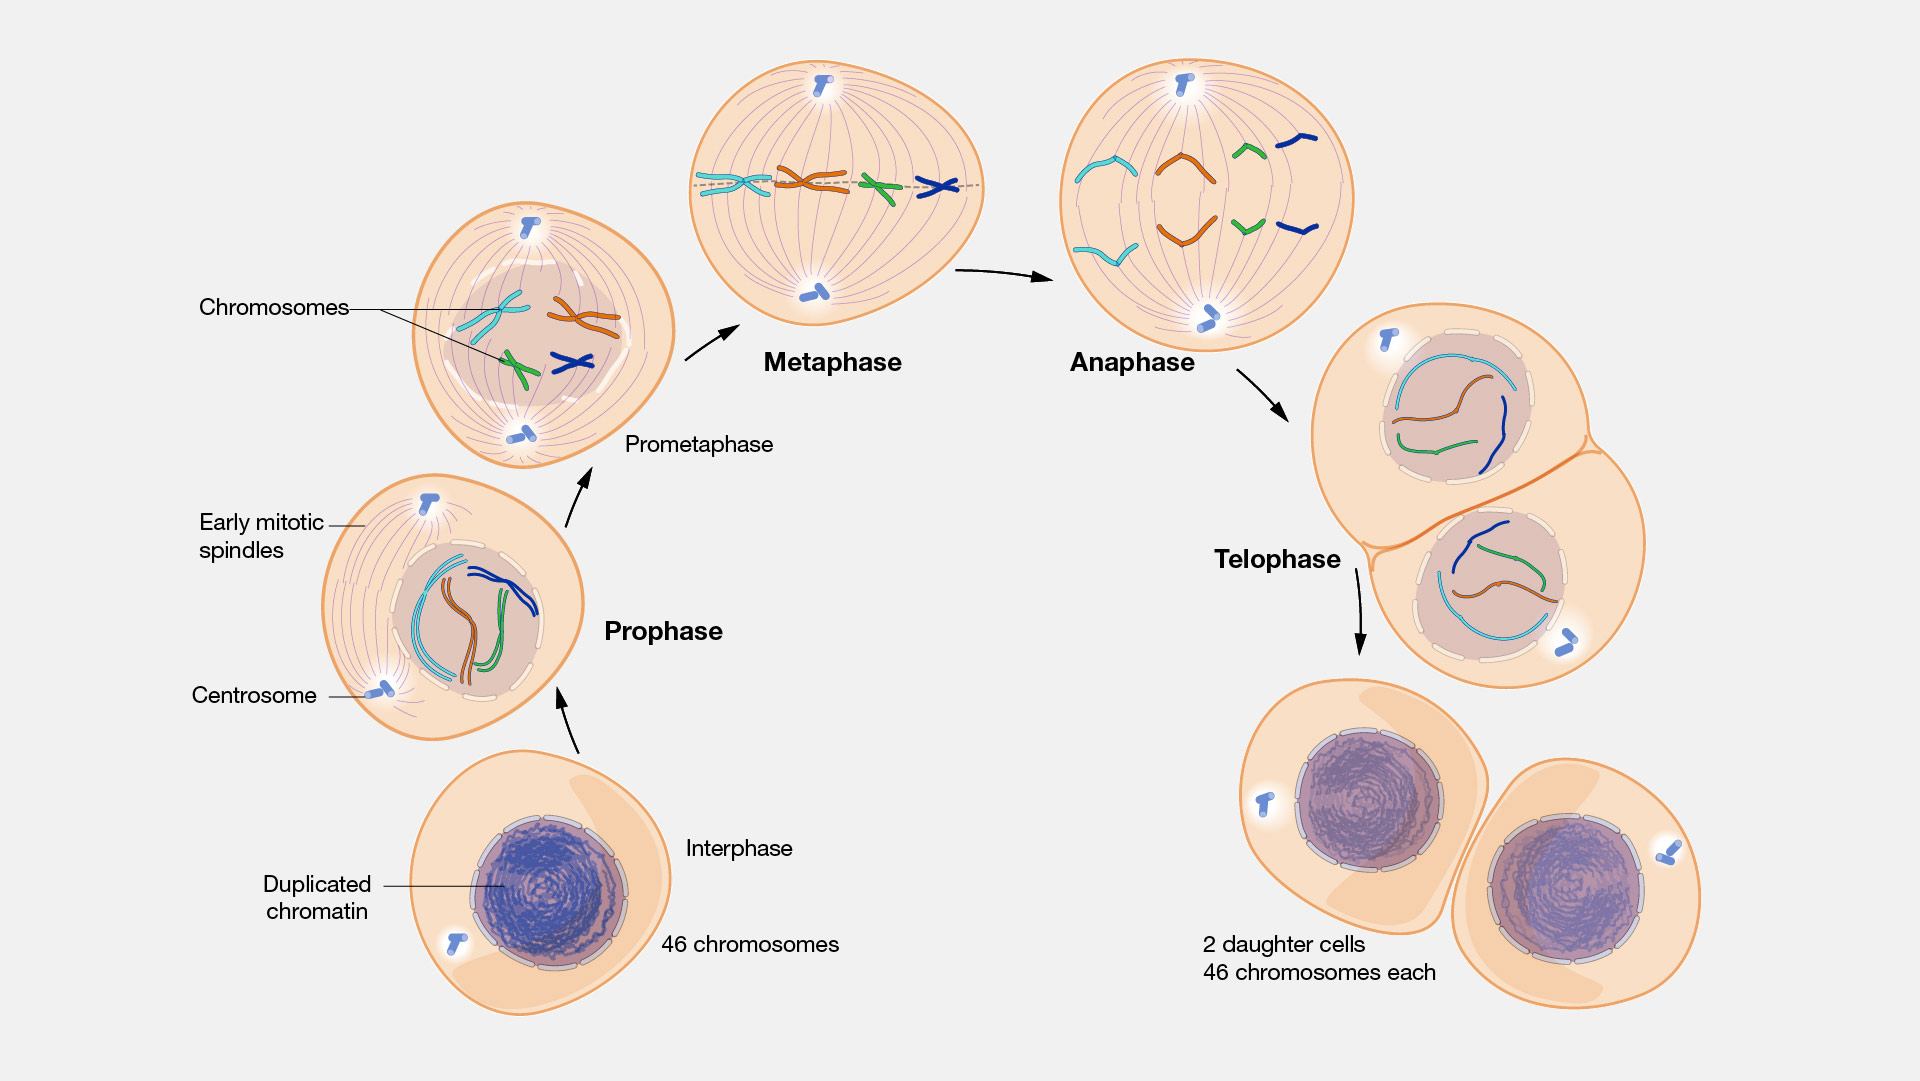 Chromosomes
Metaphase
Anaphase
Prometaphase
Early mitotic
spindles
Telophase
Prophase
Centrosome
Interphase
Duplicated
chromatin
46 chromosomes
2 daughter cells
46 chromosomes each